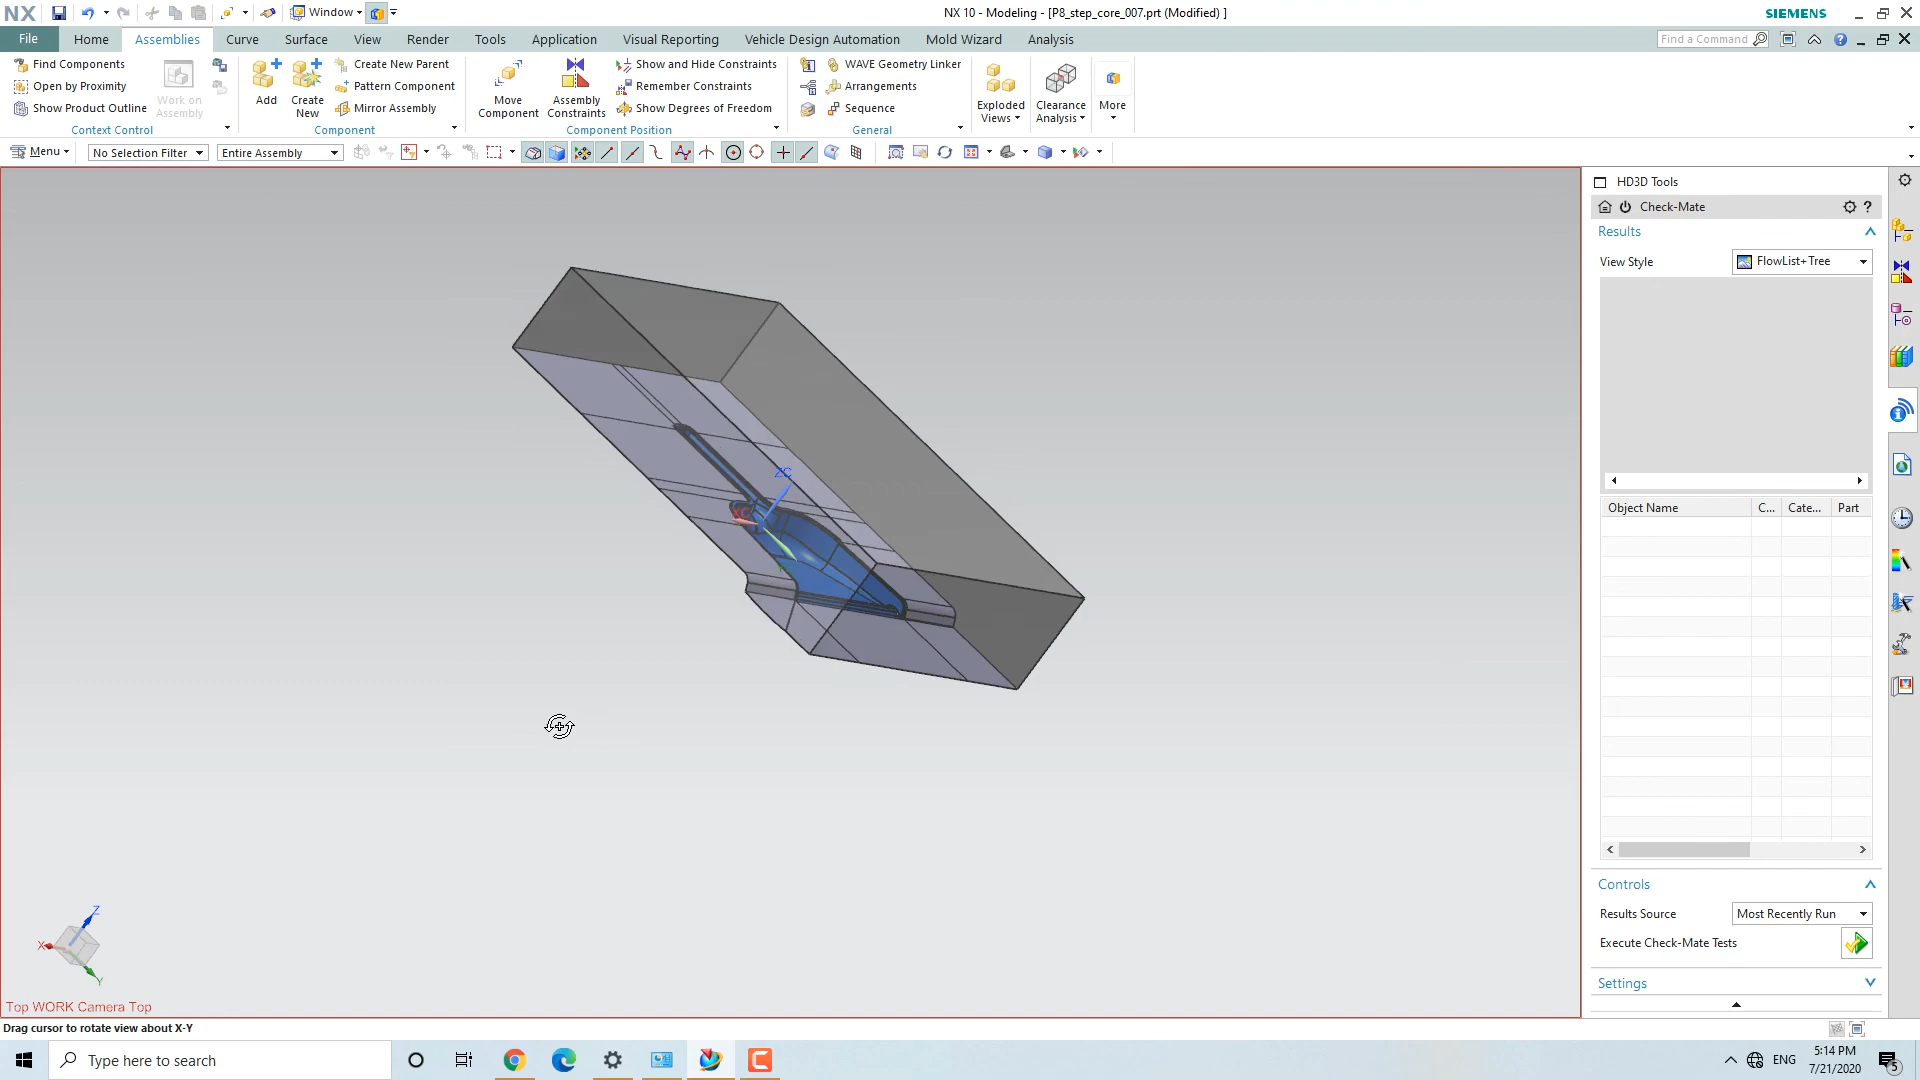 NX
Window
NX 10 - Modeling - [P8_step_core_007.prt (Modified) ]
SIEMENS
File
Home
Assemblies
Curve
Surface
View
Render
Tools
Application
Visual Reporting
Vehicle Design Automation
Mold Wizard
Analysis
Find a Command
Find Components
Open by Proximity
Show Product Outline
Work on
Assembly
Context Control
Add
Create
New
Create New Parent
Pattern Component
Mirror Assembly
Component
Move
Component
Assembly
Constraints
Show and Hide Constraints
Remember Constraints
Show Degrees of Freedom
Component Position
WAVE Geometry Linker
Arrangements
Sequence
General
Exploded
Views
Clearance
Analysis
More
Menu
No Selection Filter
Entire Assembly
HD3D Tools
Check-Mate
?
Results
View Style
FlowList+Tree
Object Name
C...
Cate...
Part
ZC
XC
Controls
Results Source
Most Recently Run
Execute Check-Mate Tests
Settings
Z
X
Y
Top WORK Camera Top
Drag cursor to rotate view about X-Y
Type here to search
ENG
5:14 PM
7/21/2020
5